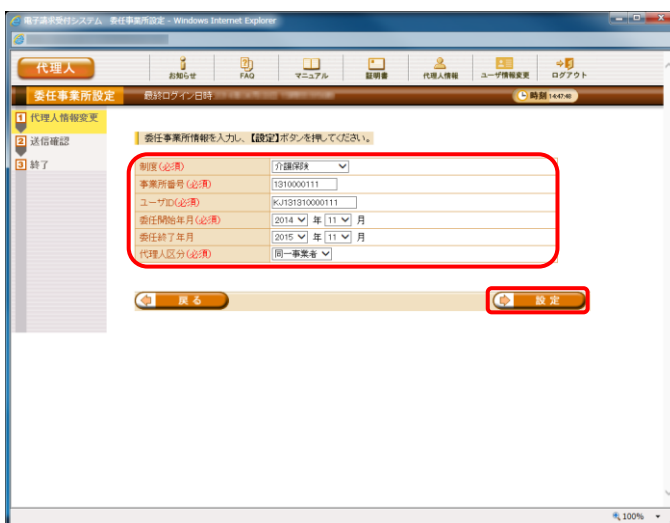 電子請求受付システム 委任事業所設定 - Windows Internet Explorer
代理人
お知らせ
FAQ
マニュアル
証明書
代理人情報
ユーザ情報変更
ログアウト
委任事業所設定
最終ログイン日時
時刻 14:47:48
1 代理人情報変更
2 送信確認
3 終了
委任事業所情報を入力し、【設定】ボタンを押してください。
制度(必須) 介護保険
事業所番号(必須) 1310000111
ユーザID(必須) KJ131310000111
委任開始年月(必須) 2014 年 11 月
委任終了年月 2015 年 11 月
代理人区分(必須) 同一事業者
戻る
設定
100%